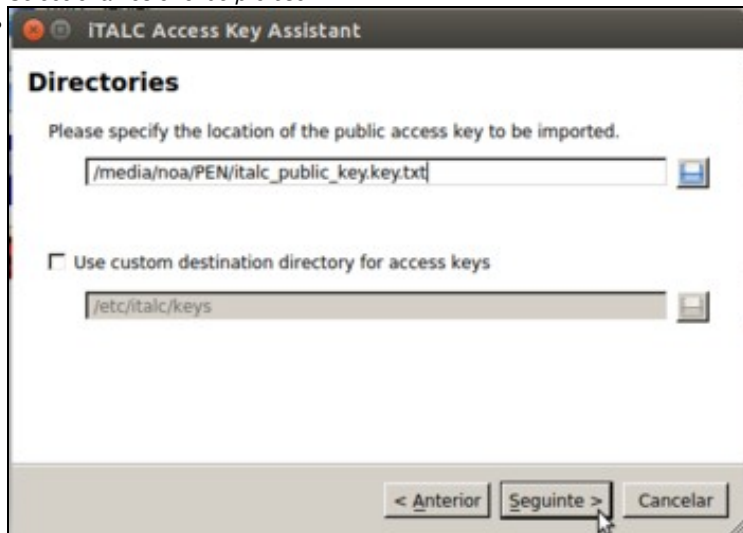 iTALC Access Key Assistant
Directories
Please specify the location of the public access key to be imported.
/media/noa/PEN/italc_public_key.key.txt
Use custom destination directory for access keys
/etc/italc/keys
< Anterior Seguinte > Cancelar